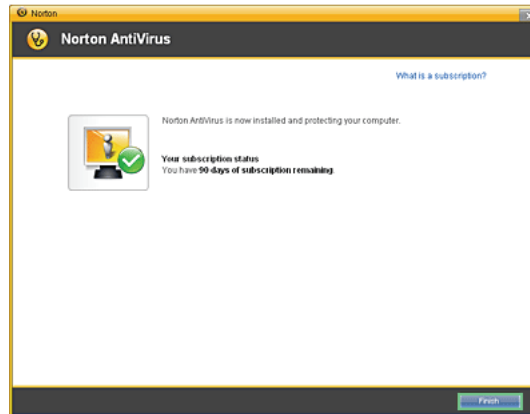 Norton
Norton AntiVirus
What is a subscription?
Norton AntiVirus is now installed and protecting your computer.
Your subscription status
You have 90 days of subscription remaining.
Finish